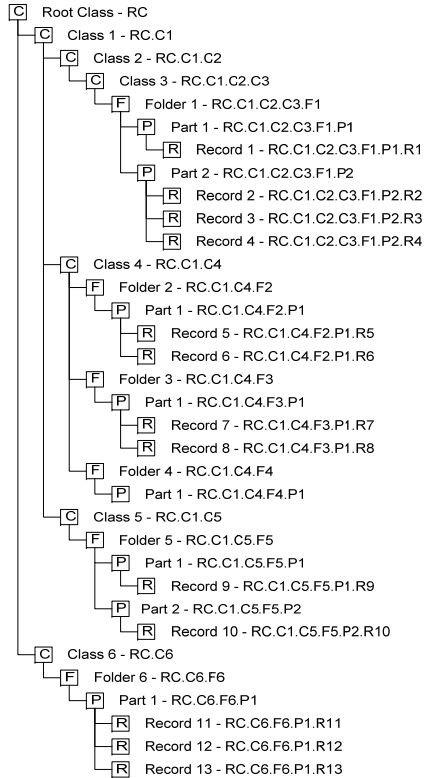 C Root Class - RC
C Class 1 - RC.C1
C Class 2 - RC.C1.C2
C Class 3 - RC.C1.C2.C3
F Folder 1 - RC.C1.C2.C3.F1
P Part 1 - RC.C1.C2.C3.F1.P1
R Record 1 - RC.C1.C2.C3.F1.P1.R1
P Part 2 - RC.C1.C2.C3.F1.P2
R Record 2 - RC.C1.C2.C3.F1.P2.R2
R Record 3 - RC.C1.C2.C3.F1.P2.R3
R Record 4 - RC.C1.C2.C3.F1.P2.R4
C Class 4 - RC.C1.C4
F Folder 2 - RC.C1.C4.F2
P Part 1 - RC.C1.C4.F2.P1
R Record 5 - RC.C1.C4.F2.P1.R5
R Record 6 - RC.C1.C4.F2.P1.R6
F Folder 3 - RC.C1.C4.F3
P Part 1 - RC.C1.C4.F3.P1
R Record 7 - RC.C1.C4.F3.P1.R7
R Record 8 - RC.C1.C4.F3.P1.R8
F Folder 4 - RC.C1.C4.F4
P Part 1 - RC.C1.C4.F4.P1
C Class 5 - RC.C1.C5
F Folder 5 - RC.C1.C5.F5
P Part 1 - RC.C1.C5.F5.P1
R Record 9 - RC.C1.C5.F5.P1.R9
P Part 2 - RC.C1.C5.F5.P2
R Record 10 - RC.C1.C5.F5.P2.R10
C Class 6 - RC.C6
F Folder 6 - RC.C6.F6
P Part 1 - RC.C6.F6.P1
R Record 11 - RC.C6.F6.P1.R11
R Record 12 - RC.C6.F6.P1.R12
R Record 13 - RC.C6.F6.P1.R13